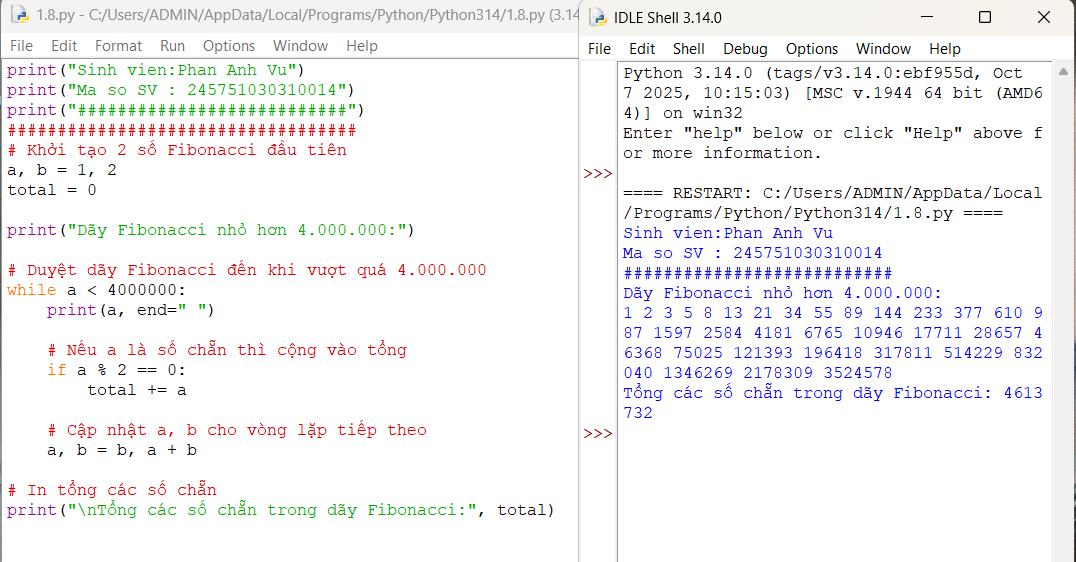 1.8.py - C:/Users/ADMIN/AppData/Local/Programs/Python/Python314/1.8.py (3.14
File Edit Format Run Options Window Help
print("Sinh vien:Phan Anh Vu")
print("Ma so SV : 245751030310014")
print("###########################")
###################################
# Khởi tạo 2 số Fibonacci đầu tiên
a, b = 1, 2
total = 0
print("Dãy Fibonacci nhỏ hơn 4.000.000:")
# Duyệt dãy Fibonacci đến khi vượt quá 4.000.000
while a < 4000000:
    print(a, end=" ")
    # Nếu a là số chẵn thì cộng vào tổng
    if a % 2 == 0:
        total += a
    # Cập nhật a, b cho vòng lặp tiếp theo
    a, b = b, a + b
# In tổng các số chẵn
print("\nTổng các số chẵn trong dãy Fibonacci:", total)
IDLE Shell 3.14.0
File Edit Shell Debug Options Window Help
Python 3.14.0 (tags/v3.14.0:ebf955d, Oct
7 2025, 10:15:03) [MSC v.1944 64 bit (AMD6
4)] on win32
Enter "help" below or click "Help" above f
or more information.
>>>
==== RESTART: C:/Users/ADMIN/AppData/Local
/Programs/Python/Python314/1.8.py ====
Sinh vien:Phan Anh Vu
Ma so SV : 245751030310014
###########################
Dãy Fibonacci nhỏ hơn 4.000.000:
1 2 3 5 8 13 21 34 55 89 144 233 377 610 9
87 1597 2584 4181 6765 10946 17711 28657 4
6368 75025 121393 196418 317811 514229 832
040 1346269 2178309 3524578
Tổng các số chẵn trong dãy Fibonacci: 4613
732
>>>